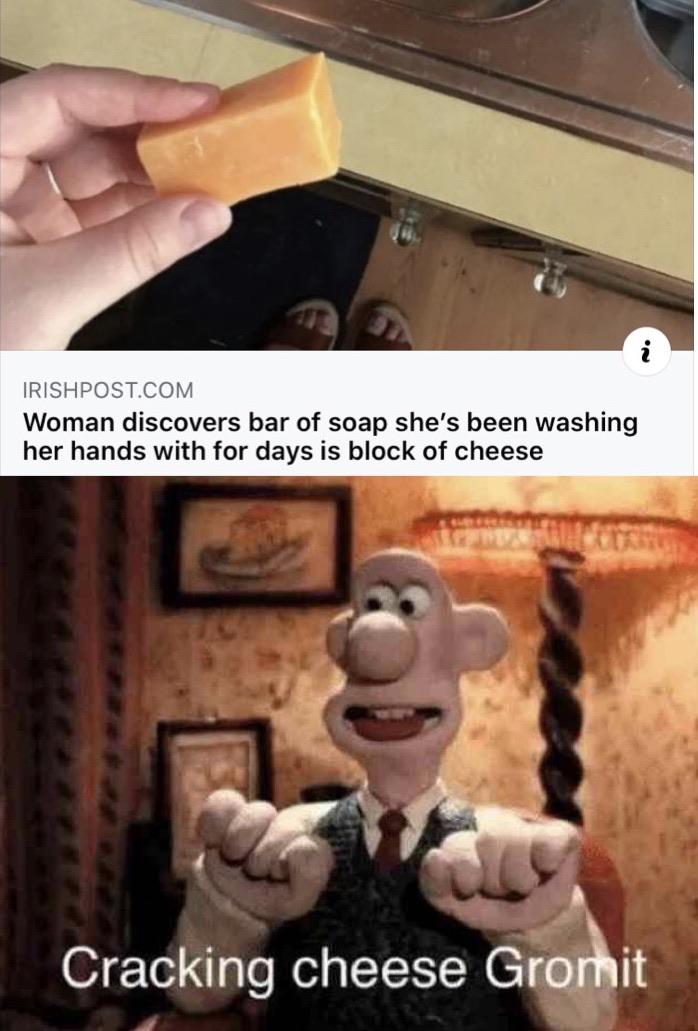 IRISHPOST.COM
Woman discovers bar of soap she's been washing
her hands with for days is block of cheese
Cracking cheese Gromit